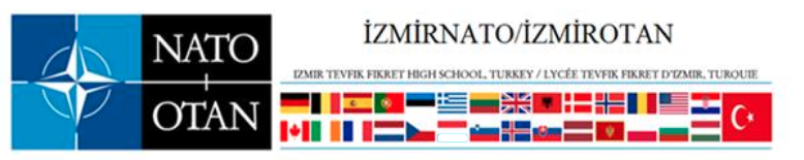 NATO
OTAN
İZMİRNATO/İZMİROTAN
IZMIR TEVFIK FIKRET HIGH SCHOOL, TURKEY / LYCÉE TEVFIK FIKRET D'IZMIR, TURQUIE